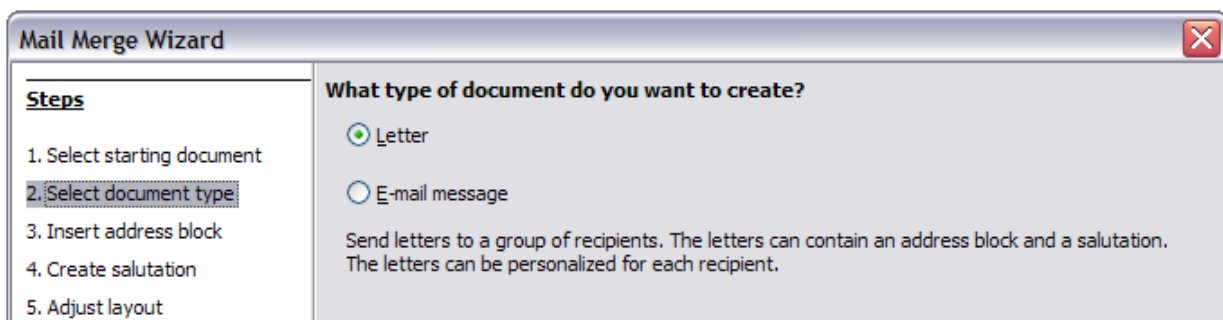 Mail Merge Wizard
Steps
1. Select starting document
2. Select document type
3. Insert address block
4. Create salutation
5. Adjust layout
What type of document do you want to create?
Letter
E-mail message
Send letters to a group of recipients. The letters can contain an address block and a salutation.
The letters can be personalized for each recipient.